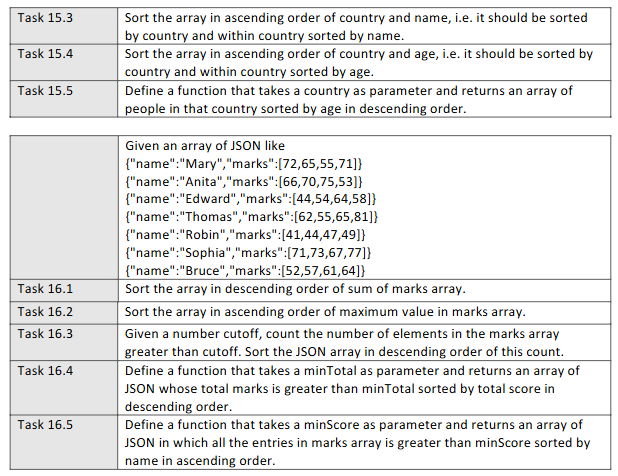 Task 15.3 Sort the array in ascending order of country and name, i.e. it should be sorted
by country and within country sorted by name.
Task 15.4 Sort the array in ascending order of country and age, i.e. it should be sorted by
country and within country sorted by age.
Task 15.5 Define a function that takes a country as parameter and returns an array of
people in that country sorted by age in descending order.
Given an array of JSON like
{"name":"Mary","marks":[72,65,55,71]}
{"name":"Anita","marks":[66,70,75,53]}
{"name":"Edward","marks":[44,54,64,58]}
{"name":"Thomas","marks":[62,55,65,81]}
{"name":"Robin","marks":[41,44,47,49]}
{"name":"Sophia","marks":[71,73,67,77]}
{"name":"Bruce","marks":[52,57,61,64]}
Task 16.1 Sort the array in descending order of sum of marks array.
Task 16.2 Sort the array in ascending order of maximum value in marks array.
Task 16.3 Given a number cutoff, count the number of elements in the marks array
greater than cutoff. Sort the JSON array in descending order of this count.
Task 16.4 Define a function that takes a minTotal as parameter and returns an array of
JSON whose total marks is greater than minTotal sorted by total score in
descending order.
Task 16.5 Define a function that takes a minScore as parameter and returns an array of
JSON in which all the entries in marks array is greater than minScore sorted by
name in ascending order.